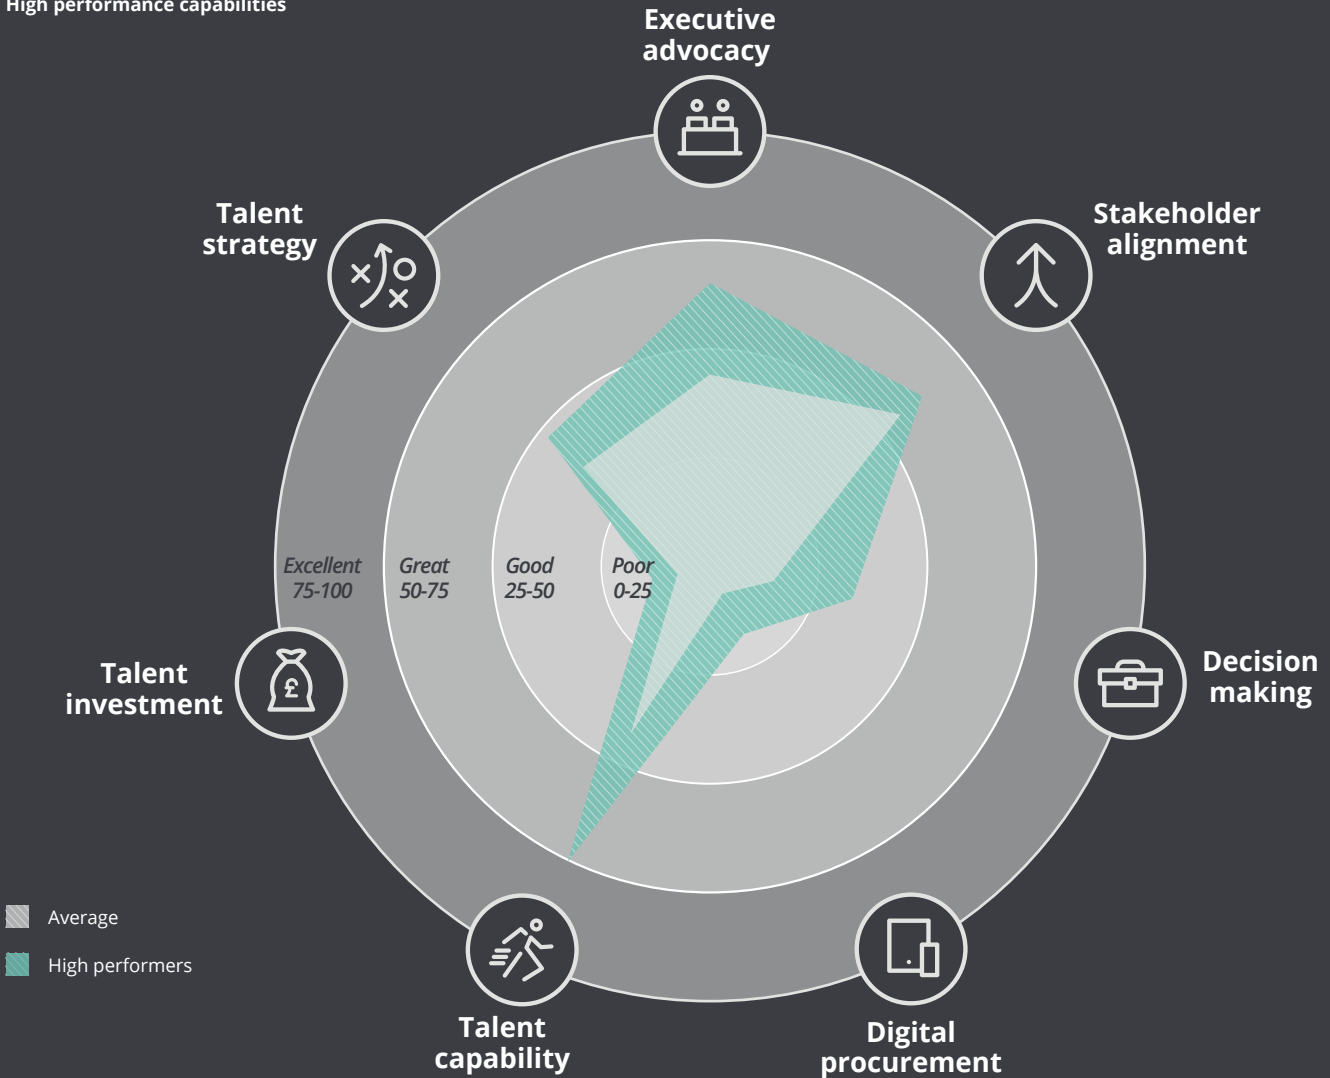 High performance capabilities
Executive
advocacy
Talent
strategy
Stakeholder
alignment
Excellent
75-100
Great
50-75
Good
25-50
Poor
0-25
Talent
investment
£
Decision
making
Average
High performers
Talent
capability
Digital
procurement